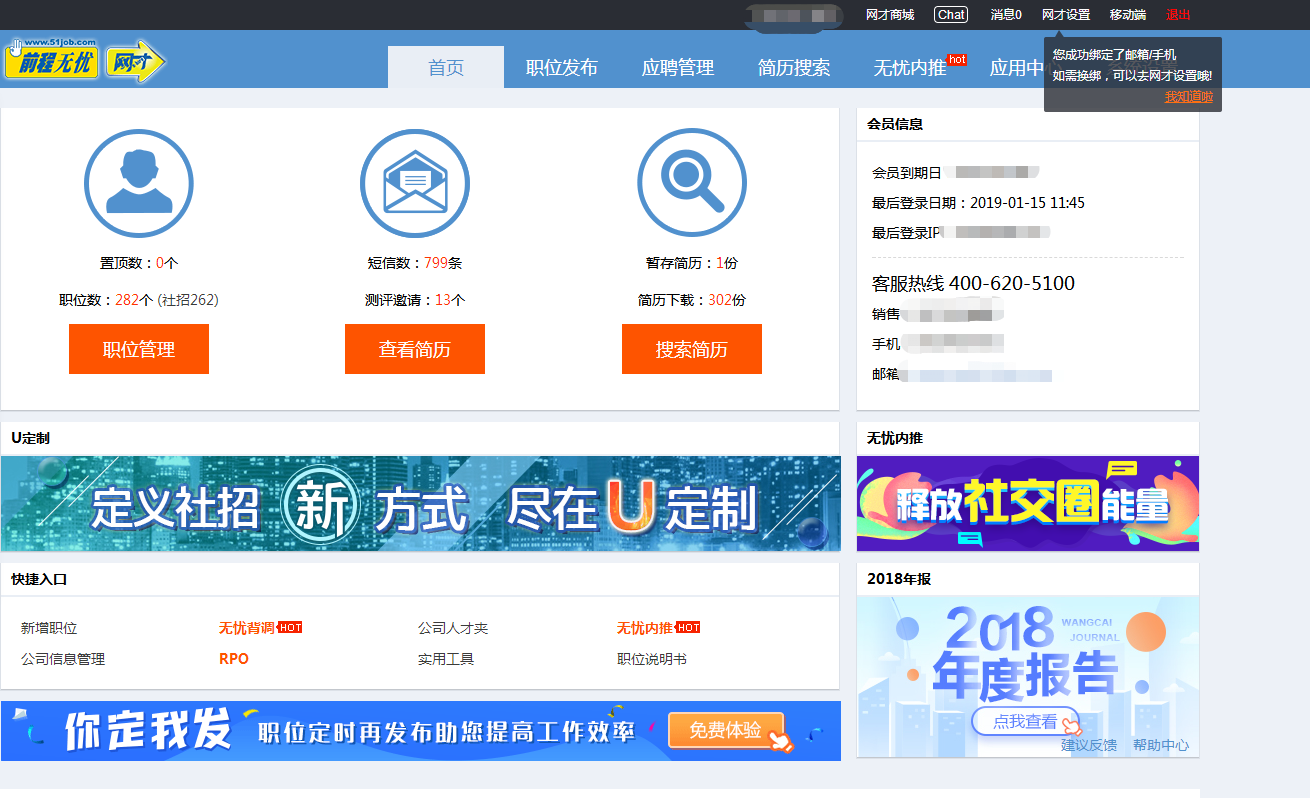 网才商城 Chat 消息0 网才设置 移动端 退出
www.51job.com
前程无忧 网才
首页 职位发布 应聘管理 简历搜索 无忧内推 hot 应用中
您成功绑定了邮箱/手机
如需换绑，可以去网才设置哦!
我知道啦
置顶数：0个
职位数：282个 (社招262)
职位管理
短信数：799条
测评邀请：13个
查看简历
暂存简历：1份
简历下载：302份
搜索简历
会员信息
会员到期日
最后登录日期：2019-01-15 11:45
最后登录IP
客服热线 400-620-5100
销售
手机
邮箱
U定制
定义社招 新 方式 尽在U定制
无忧内推
释放社交圈能量
快捷入口
新增职位 无忧背调 HOT 公司人才夹 无忧内推 HOT
公司信息管理 RPO 实用工具 职位说明书
你定我发 职位定时再发布助您提高工作效率 免费体验
2018年报
2018 WANGCAI
JOURNAL
年度报告
点我查看
建议反馈 帮助中心